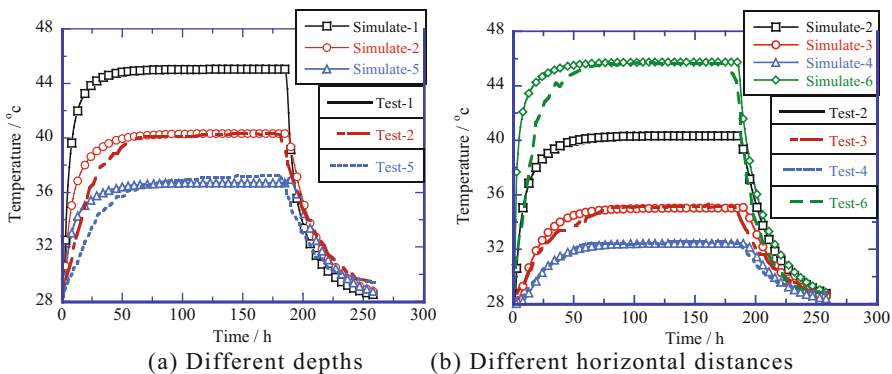 48
44
40
36
32
28
Temperature / °c
0
50
100
150
200
250
300
Time / h
Simulate-1
Simulate-2
Simulate-5
Test-1
Test-2
Test-5
(a) Different depths
48
44
40
36
32
28
Temperature / °c
0
50
100
150
200
250
300
Time / h
Simulate-2
Simulate-3
Simulate-4
Simulate-6
Test-2
Test-3
Test-4
Test-6
(b) Different horizontal distances